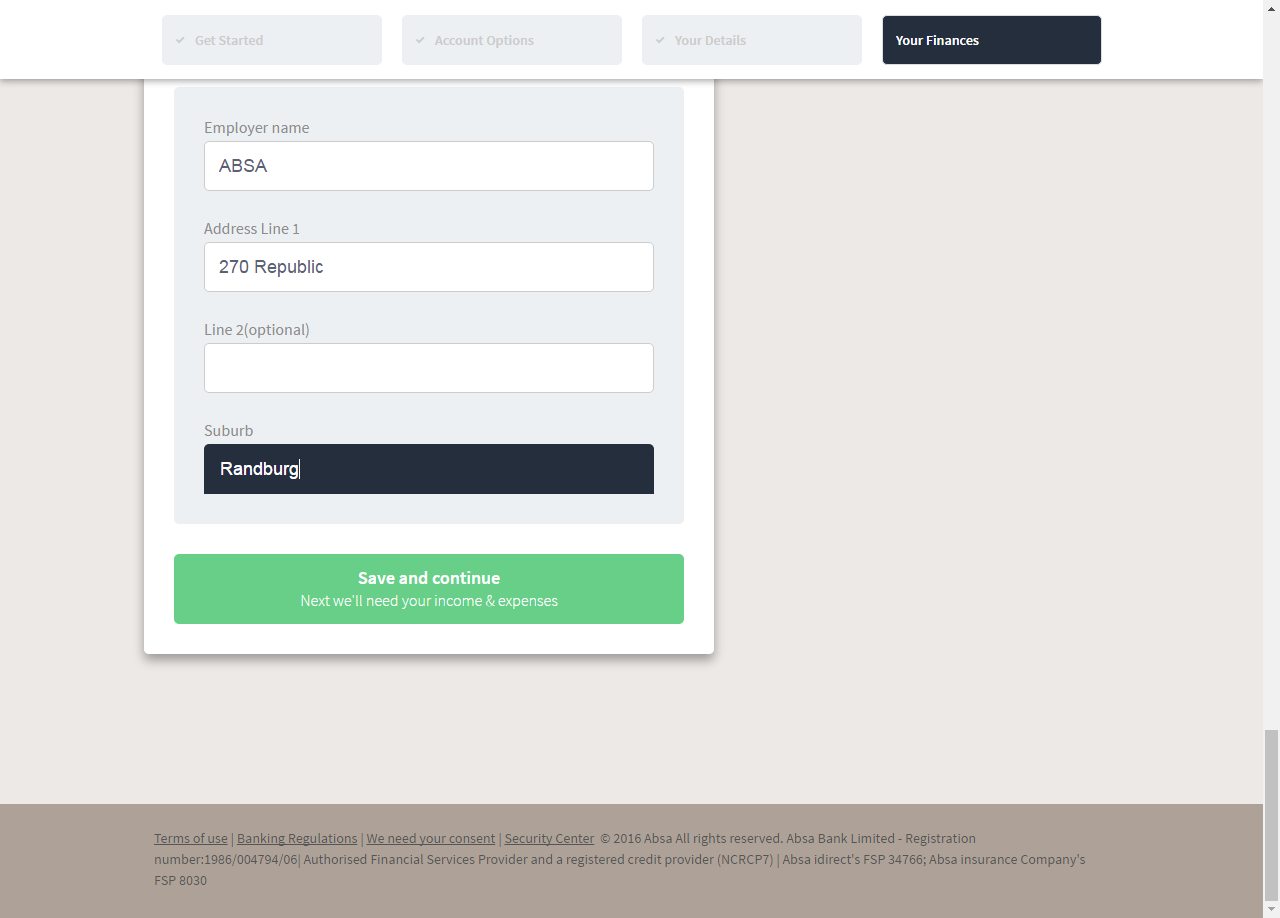 Get Started
Account Options
Your Details
Your Finances
Employer name
ABSA
Address Line 1
270 Republic
Line 2(optional)
Suburb
Randburg
Save and continue
Next we'll need your income & expenses
Terms of use | Banking Regulations | We need your consent | Security Center © 2016 Absa All rights reserved. Absa Bank Limited - Registration
number:1986/004794/06| Authorised Financial Services Provider and a registered credit provider (NCRCP7) | Absa idirect's FSP 34766; Absa insurance Company's
FSP 8030